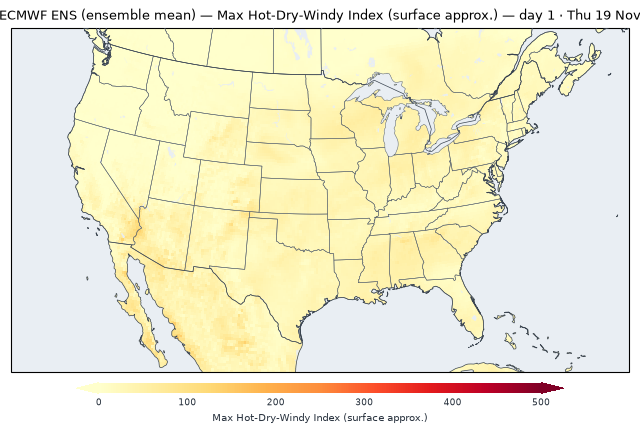 ECMWF ENS (ensemble mean) — Max Hot-Dry-Windy Index (surface approx.) — day 1 · Thu 19 Nov
0 100 200 300 400 500
Max Hot-Dry-Windy Index (surface approx.)